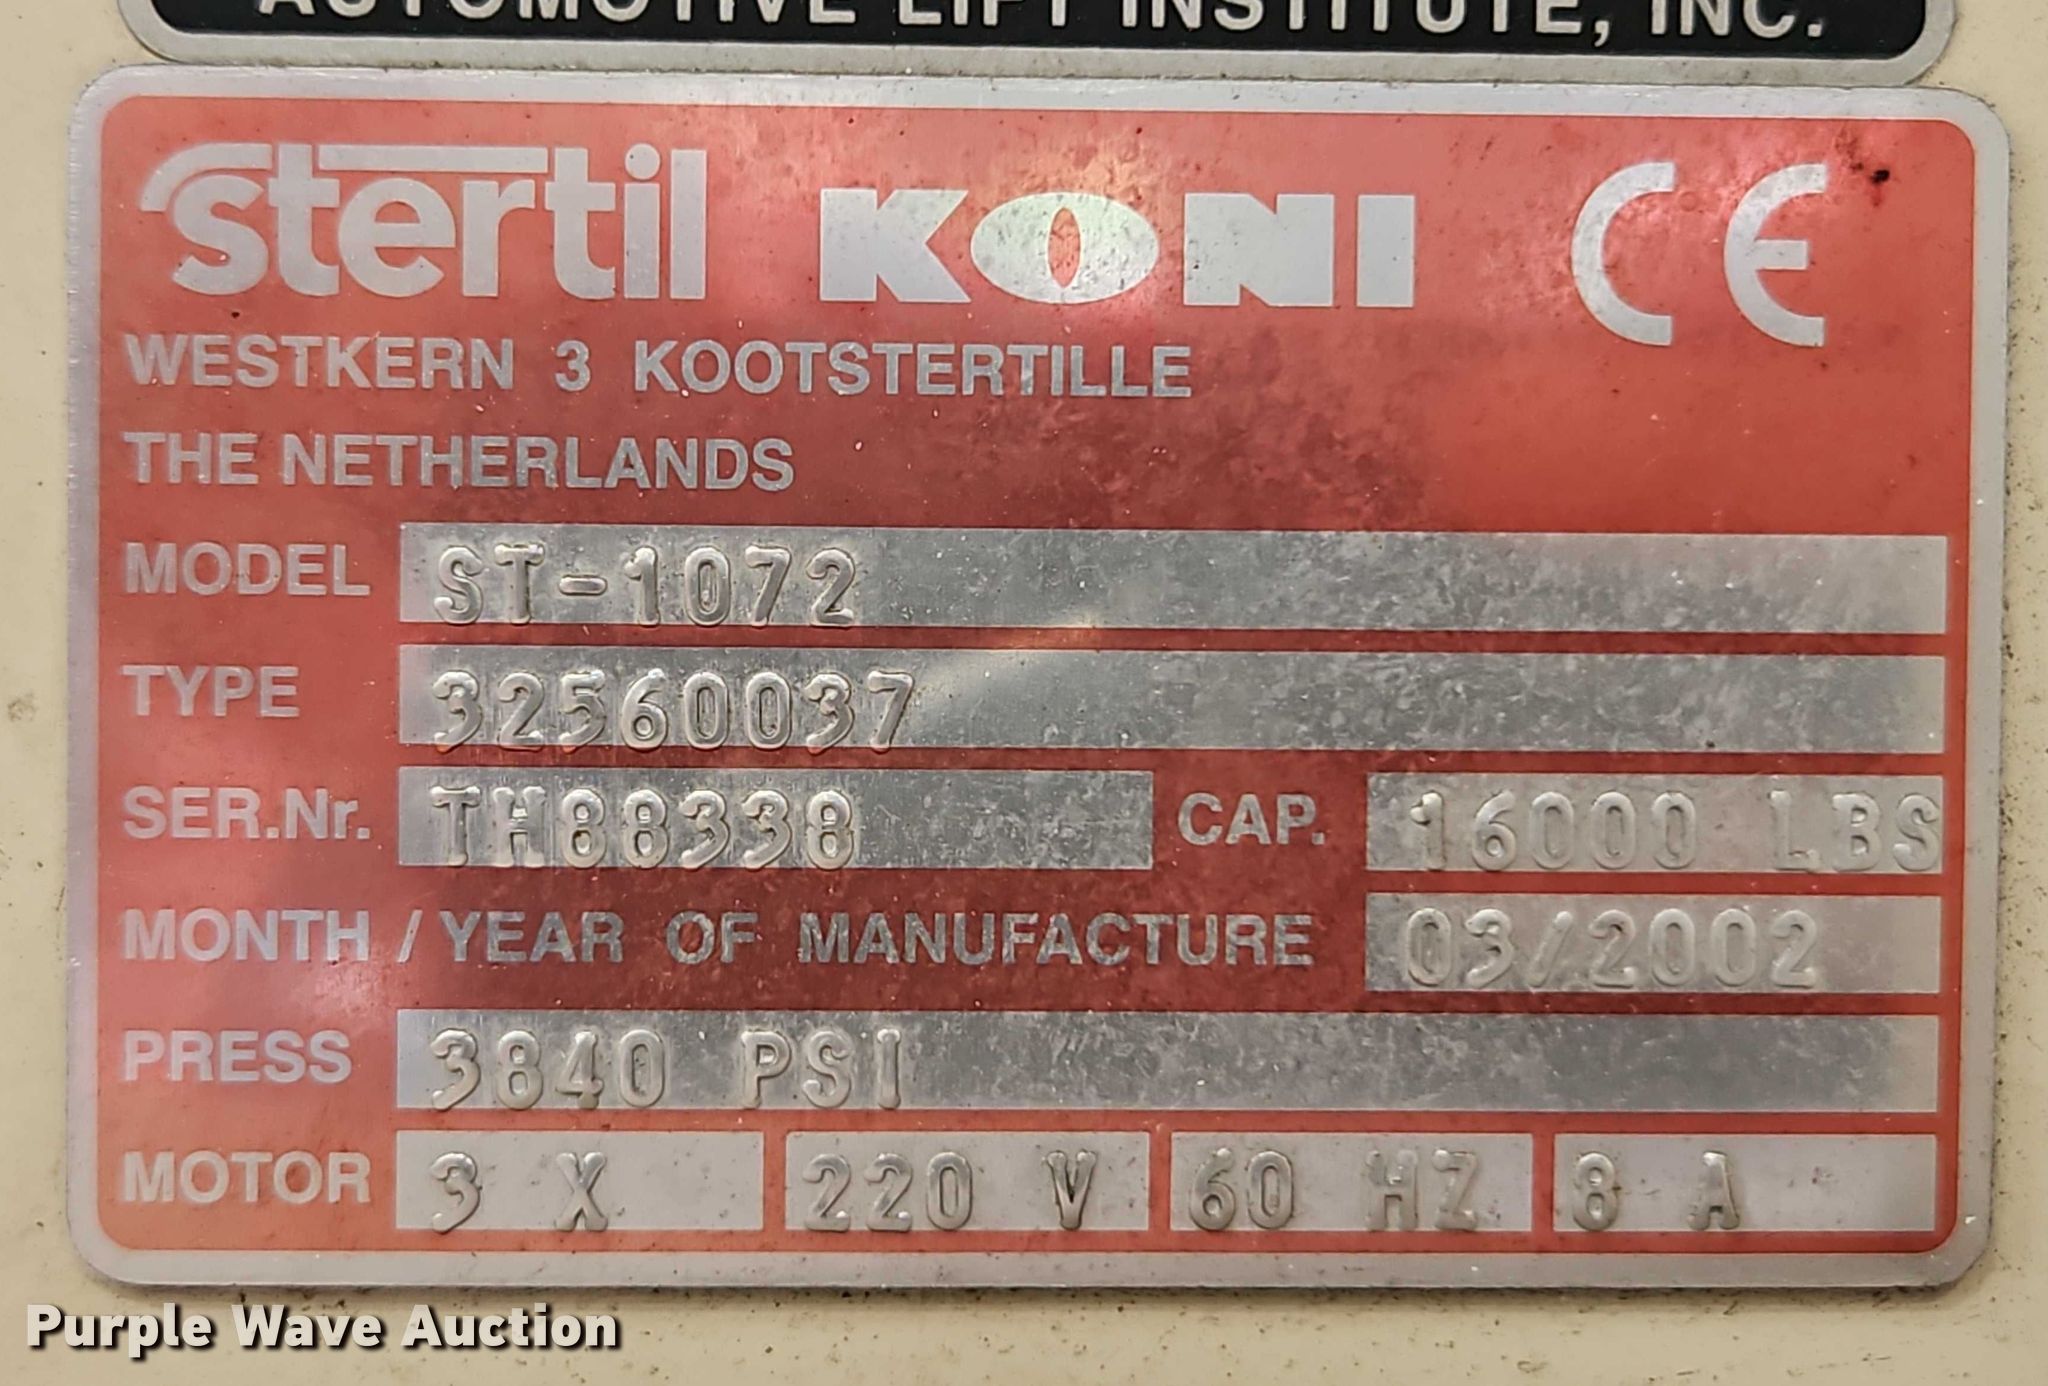 AUTOMOTIVE LIFT INSTITUTE, INC.
stertil KONI CE
WESTKERN 3 KOOTSTERTILLE
THE NETHERLANDS
MODEL ST-1072
TYPE 32560037
SER.Nr. TH88338 CAP. 16000 LBS
MONTH / YEAR OF MANUFACTURE 03/2002
PRESS 3840 PSI
MOTOR 3 X 220 V 60 HZ 8 A
Purple Wave Auction